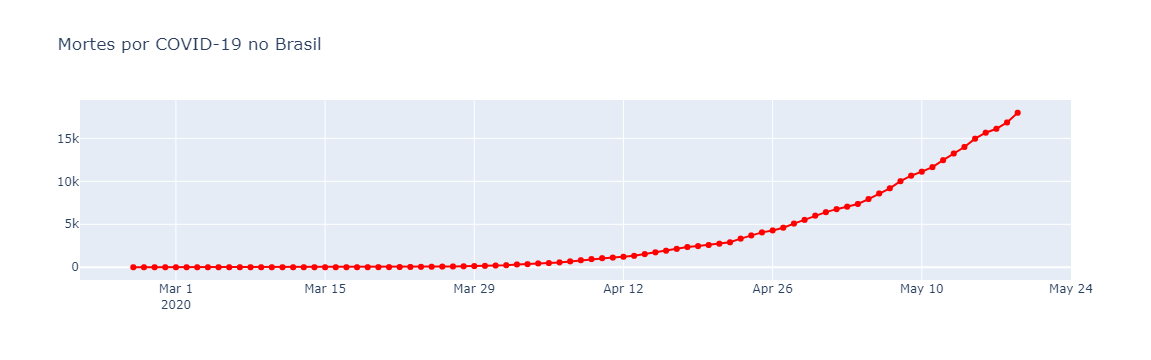 Mortes por COVID-19 no Brasil
15k
10k
5k
0
Mar 1 Mar 15 Mar 29 Apr 12 Apr 26 May 10 May 24
2020